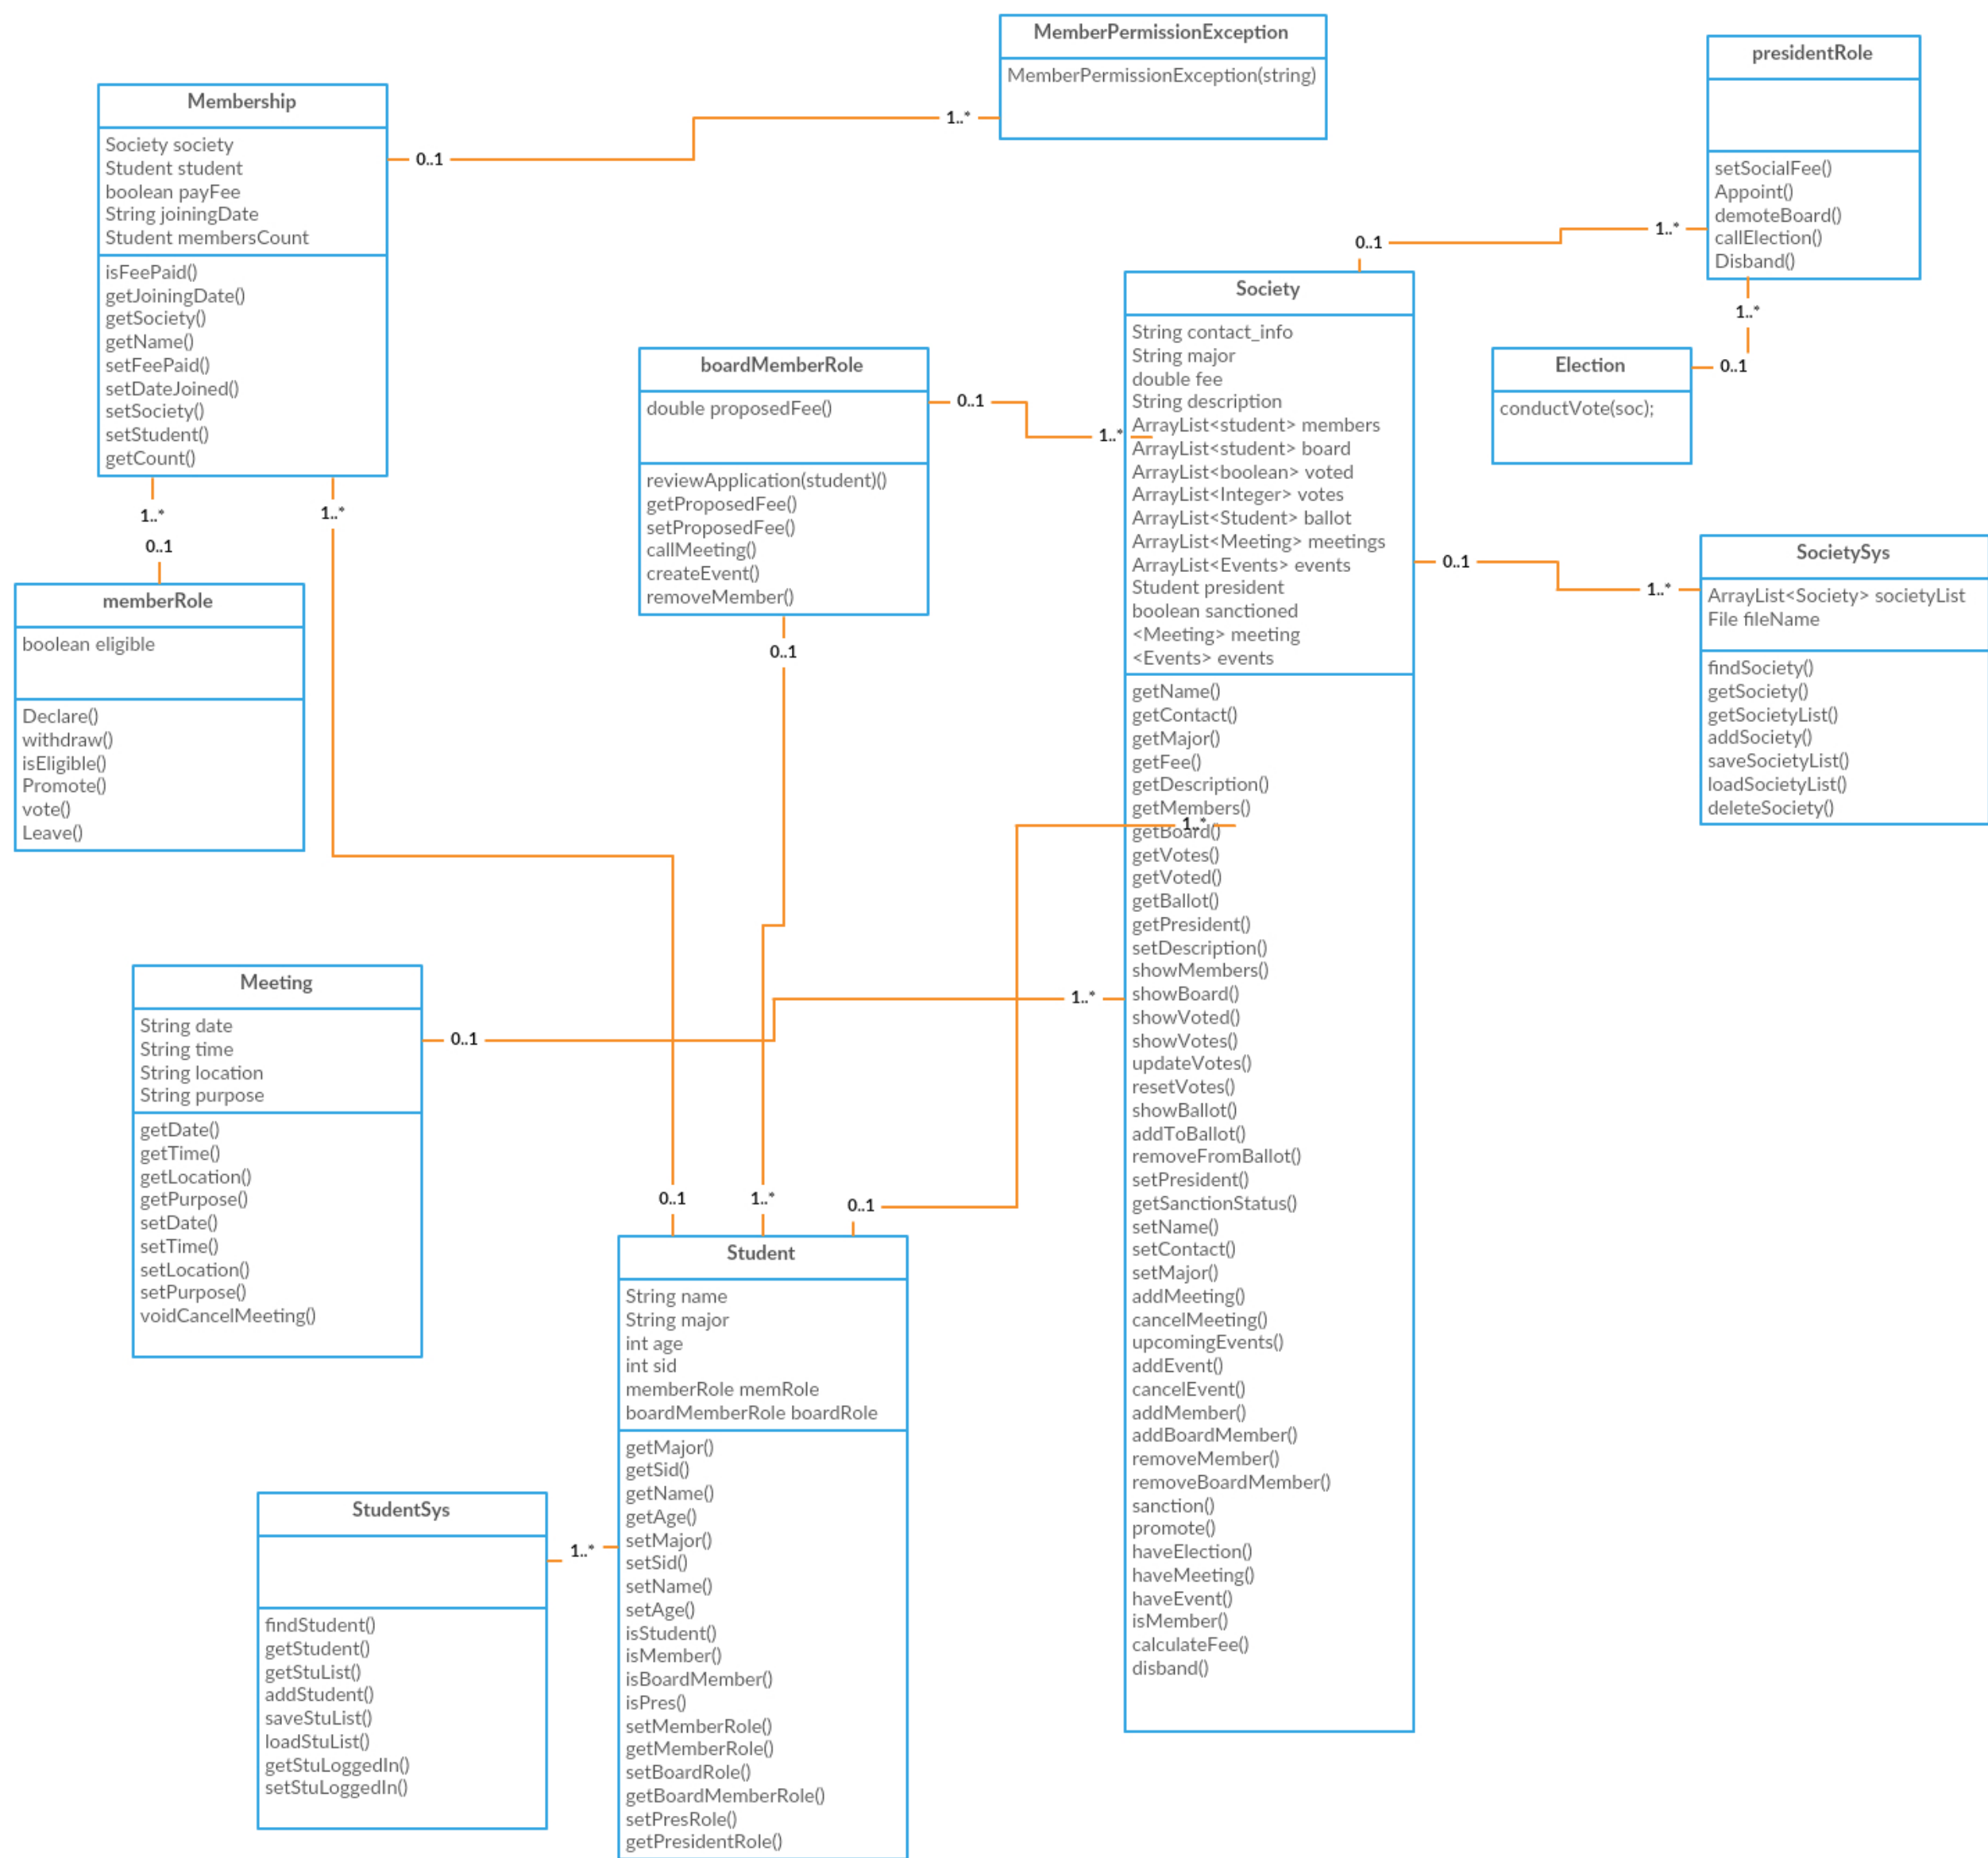 MemberPermissionException
MemberPermissionException(string)
1..*
presidentRole
setSocialFee()
Appoint()
demoteBoard()
callElection()
Disband()
1..*
1..*
Membership
Society society
Student student
boolean payFee
String joiningDate
Student membersCount
isFeePaid()
getJoiningDate()
getSociety()
getName()
setFeePaid()
setDateJoined()
setSociety()
setStudent()
getCount()
0..1
1..*
1..*
0..1
memberRole
boolean eligible
Declare()
withdraw()
isEligible()
Promote()
vote()
Leave()
boardMemberRole
double proposedFee()
reviewApplication(student)()
getProposedFee()
setProposedFee()
callMeeting()
createEvent()
removeMember()
0..1
1..*
0..1
0..1
Society
String contact_info
String major
double fee
String description
ArrayList<student> members
ArrayList<student> board
ArrayList<boolean> voted
ArrayList<Integer> votes
ArrayList<Student> ballot
ArrayList<Meeting> meetings
ArrayList<Events> events
Student president
boolean sanctioned
<Meeting> meeting
<Events> events
getName()
getContact()
getMajor()
getFee()
getDescription()
getMembers()
1..*
getBoard()
getVotes()
getVoted()
getBallot()
getPresident()
setDescription()
showMembers()
showBoard()
showVoted()
showVotes()
updateVotes()
resetVotes()
showBallot()
addToBallot()
removeFromBallot()
setPresident()
getSanctionStatus()
setName()
setContact()
setMajor()
addMeeting()
cancelMeeting()
upcomingEvents()
addEvent()
cancelEvent()
addMember()
addBoardMember()
removeMember()
removeBoardMember()
sanction()
promote()
haveElection()
haveMeeting()
haveEvent()
isMember()
calculateFee()
disband()
Election
conductVote(soc);
0..1
0..1
1..*
SocietySys
ArrayList<Society> societyList
File fileName
findSociety()
getSociety()
getSocietyList()
addSociety()
saveSocietyList()
loadSocietyList()
deleteSociety()
Meeting
String date
String time
String location
String purpose
getDate()
getTime()
getLocation()
getPurpose()
setDate()
setTime()
setLocation()
setPurpose()
voidCancelMeeting()
0..1
1..*
0..1
1..*
0..1
Student
String name
String major
int age
int sid
memberRole memRole
boardMemberRole boardRole
getMajor()
getSid()
getName()
getAge()
setMajor()
setSid()
setName()
setAge()
isStudent()
isMember()
isBoardMember()
isPres()
setMemberRole()
getMemberRole()
setBoardRole()
getBoardMemberRole()
setPresRole()
getPresidentRole()
StudentSys
findStudent()
getStudent()
getStuList()
addStudent()
saveStuList()
loadStuList()
getStuLoggedIn()
setStuLoggedIn()
1..*